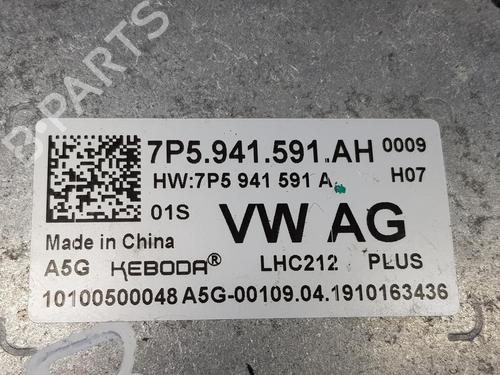 7P5.941.591.AH 0009
HW:7P5 941 591 A H07
01S VW AG
Made in China
A5G KEBODA® LHC212 PLUS
10100500048 A5G-00109.04.1910163436